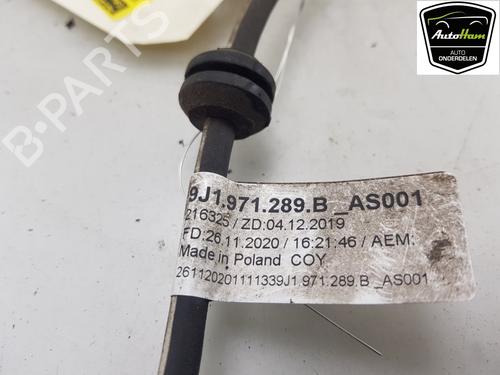 AutoHam
AUTO
ONDERDELEN
B-PARTS
9J1.971.289.B _AS001
216325 / ZD:04.12.2019
FD:26.11.2020 / 16:21:46 / AEM:
Made in Poland COY
261120201111339J1.971.289.B _AS001